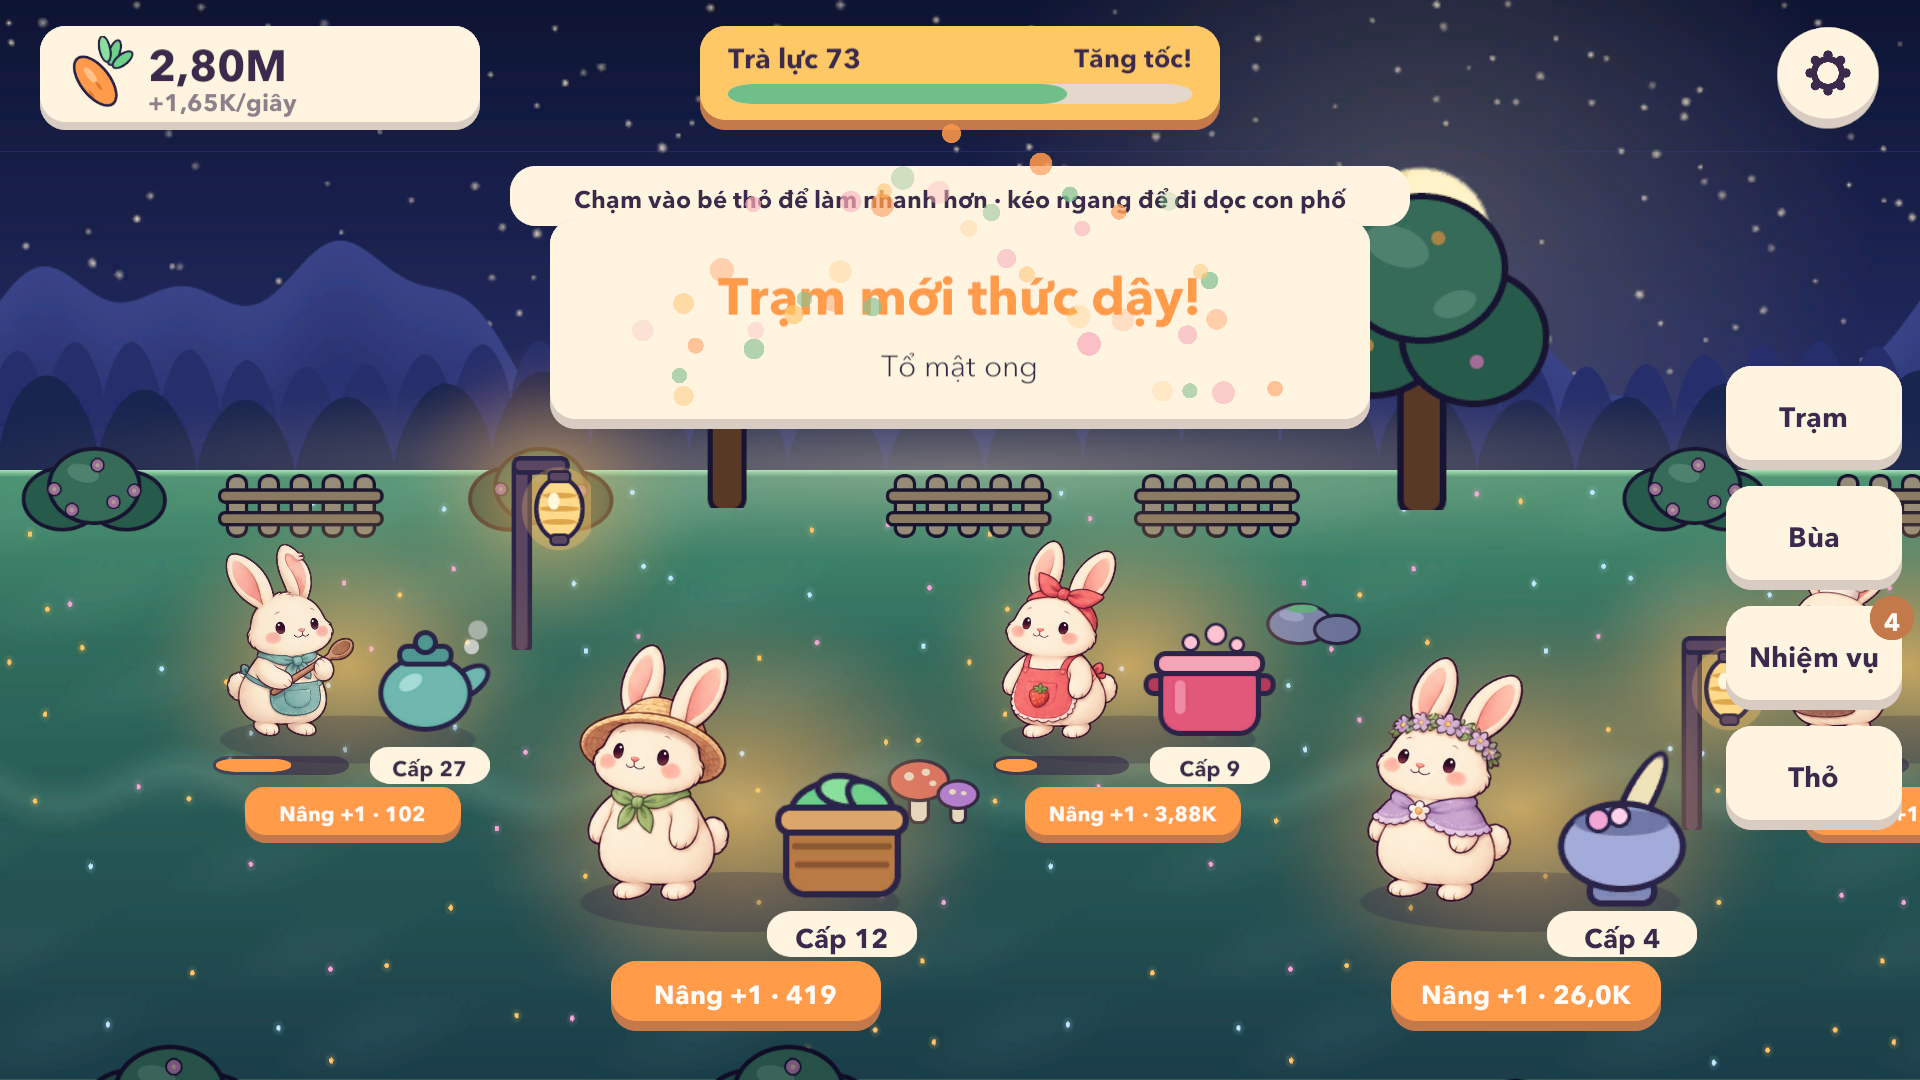 2,80M
+1,65K/giây
Trà lực 73
Tăng tốc!
Chạm vào bé thỏ để làm nhanh hơn · kéo ngang để đi dọc con phố
Trạm mới thức dậy!
Tổ mật ong
Trạm
Bùa
4
Nhiệm vụ
Thỏ
Cấp 27
Nâng +1 · 102
Cấp 9
Nâng +1 · 3,88K
Cấp 12
Nâng +1 · 419
Cấp 4
Nâng +1 · 26,0K